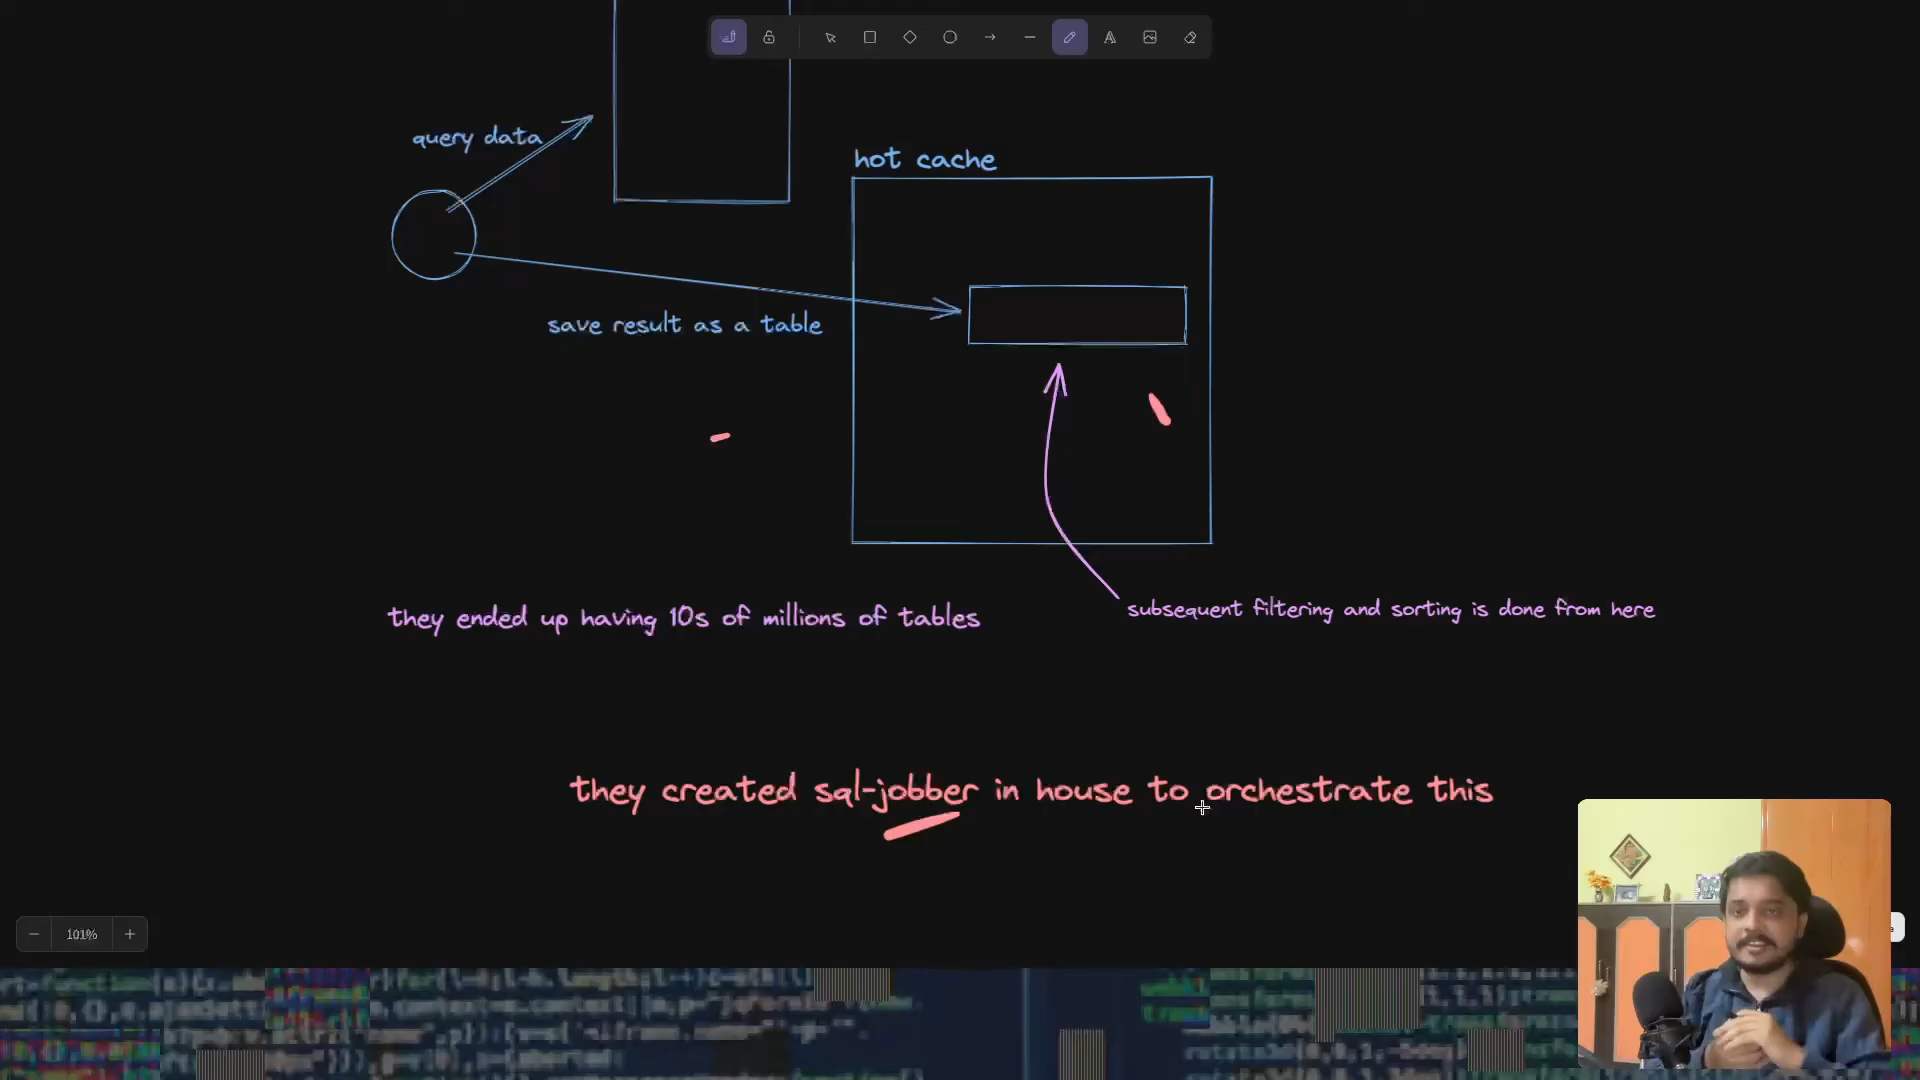 query data
hot cache
save result as a table
they ended up having 10s of millions of tables
subsequent filtering and sorting is done from here
they created sql-jobber in house to orchestrate this
101%